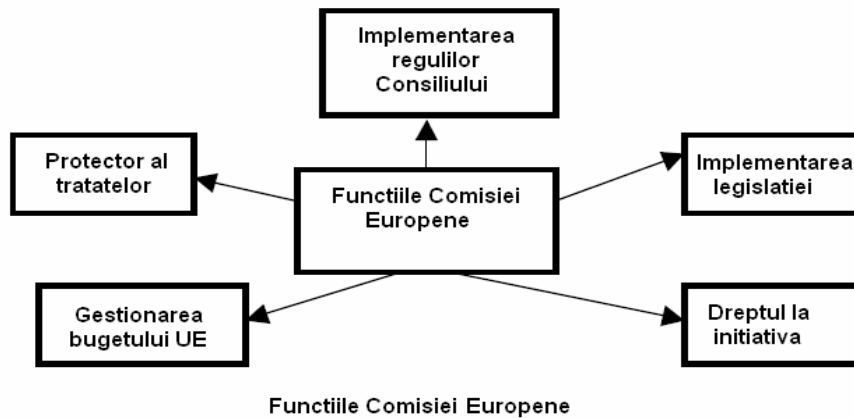 Implementarea
regulilor
Consiliului
Protector al
tratatelor
Functiile Comisiei
Europene
Implementarea
legislatiei
Gestionarea
bugetului UE
Dreptul la
initiativa
Functiile Comisiei Europene